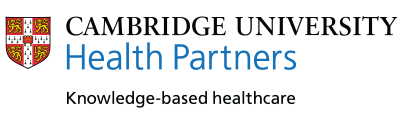 CAMBRIDGE UNIVERSITY
Health Partners
Knowledge-based healthcare